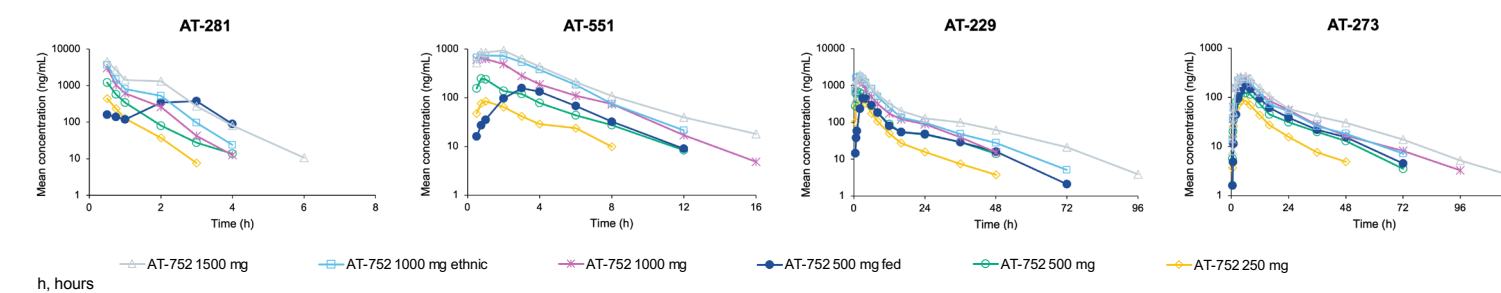 AT-281
Mean concentration (ng/mL)
10000
1000
100
10
1
0
2
4
6
8
Time (h)
AT-551
Mean concentration (ng/mL)
1000
100
10
1
0
4
8
12
16
Time (h)
AT-229
Mean concentration (ng/mL)
10000
1000
100
10
1
0
24
48
72
96
Time (h)
AT-273
Mean concentration (ng/mL)
1000
100
10
1
0
24
48
72
96
Time (h)
AT-752 1500 mg
AT-752 1000 mg ethnic
AT-752 1000 mg
AT-752 500 mg fed
AT-752 500 mg
AT-752 250 mg
h, hours